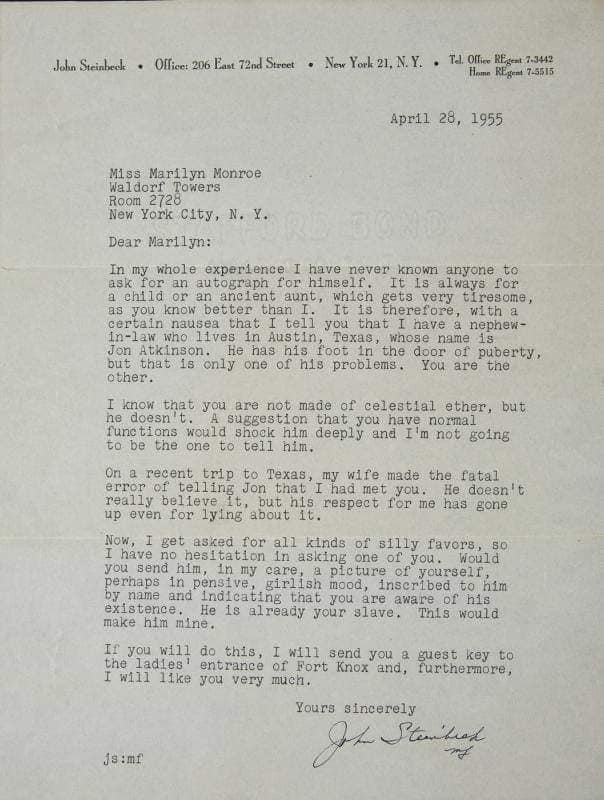 John Steinbeck • Office: 206 East 72nd Street • New York 21, N. Y. • Tel. Office REgent 7-3442
Home REgent 7-5515
April 28, 1955
Miss Marilyn Monroe
Waldorf Towers
Room 2728
New York City, N. Y.
Dear Marilyn:
In my whole experience I have never known anyone to
ask for an autograph for himself. It is always for
a child or an ancient aunt, which gets very tiresome,
as you know better than I. It is therefore, with a
certain nausea that I tell you that I have a nephew-
in-law who lives in Austin, Texas, whose name is
Jon Atkinson. He has his foot in the door of puberty,
but that is only one of his problems. You are the
other.
I know that you are not made of celestial ether, but
he doesn't. A suggestion that you have normal
functions would shock him deeply and I'm not going
to be the one to tell him.
On a recent trip to Texas, my wife made the fatal
error of telling Jon that I had met you. He doesn't
really believe it, but his respect for me has gone
up even for lying about it.
Now, I get asked for all kinds of silly favors, so
I have no hesitation in asking one of you. Would
you send him, in my care, a picture of yourself,
perhaps in pensive, girlish mood, inscribed to him
by name and indicating that you are aware of his
existence. He is already your slave. This would
make him mine.
If you will do this, I will send you a guest key to
the ladies' entrance of Fort Knox and, furthermore,
I will like you very much.
Yours sincerely
John Steinbeck
mf
js:mf